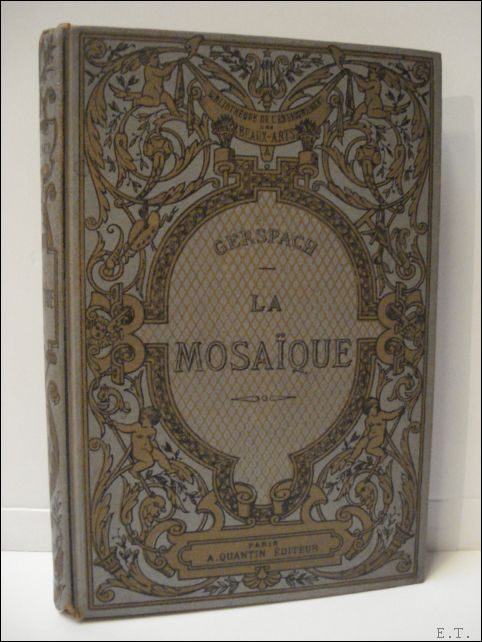 BIBLIOTHÈQUE DE L'ENSEIGNEMENT
DES
BEAUX-ARTS
GERSPACH
LA
MOSAÏQUE
PARIS
A. QUANTIN ÉDITEUR
E.T.